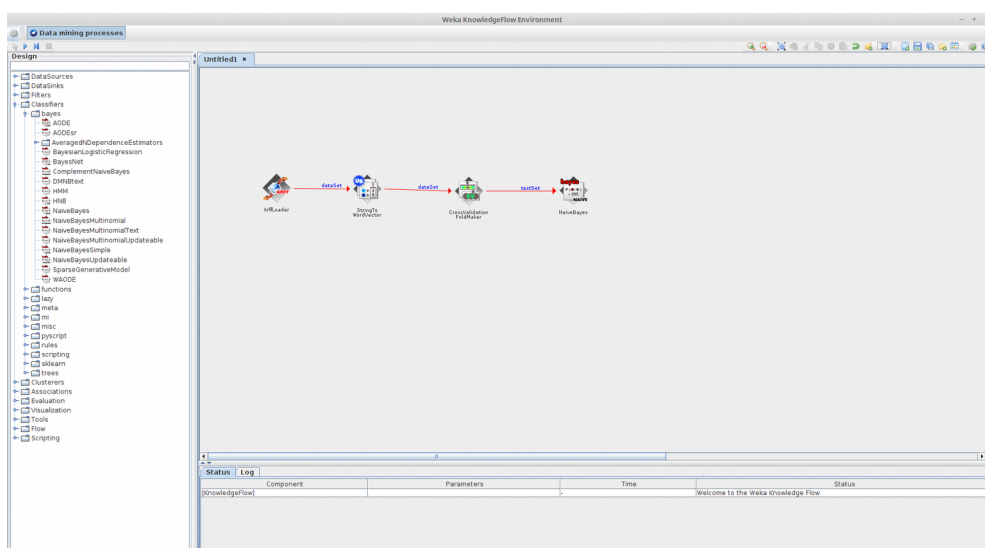 Weka KnowledgeFlow Environment
Data mining processes
Design
Untitled1 ×
DataSources
DataSinks
Filters
Classifiers
bayes
AODE
AODEsr
AveragedNDependenceEstimators
BayesianLogisticRegression
BayesNet
ComplementNaiveBayes
DMNBtext
HMM
HNB
NaiveBayes
NaiveBayesMultinomial
NaiveBayesMultinomialText
NaiveBayesMultinomialUpdateable
NaiveBayesSimple
NaiveBayesUpdateable
SparseGenerativeModel
WAODE
functions
lazy
meta
mi
misc
pyscript
rules
scripting
sklearn
trees
Clusterers
Associations
Evaluation
Visualization
Tools
Flow
Scripting
dataSet
dataSet
testSet
ArffLoader
StringTo
WordVector
CrossValidation
FoldMaker
NaiveBayes
Status Log
Component Parameters Time Status
[KnowledgeFlow] - Welcome to the Weka Knowledge Flow